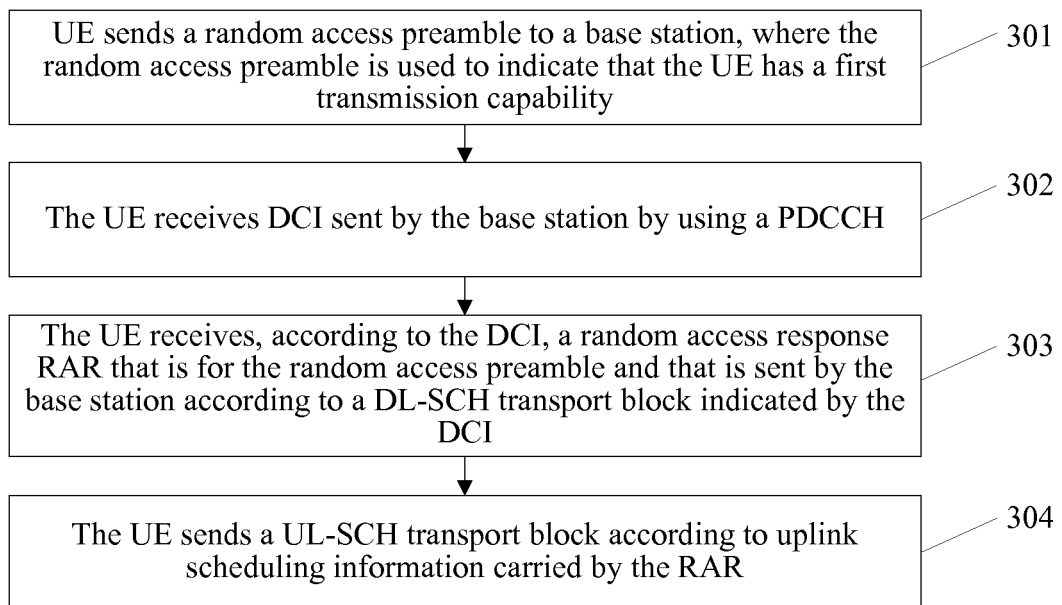 UE sends a random access preamble to a base station, where the
random access preamble is used to indicate that the UE has a first
transmission capability
301
The UE receives DCI sent by the base station by using a PDCCH
302
The UE receives, according to the DCI, a random access response
RAR that is for the random access preamble and that is sent by the
base station according to a DL-SCH transport block indicated by the
DCI
303
The UE sends a UL-SCH transport block according to uplink
scheduling information carried by the RAR
304